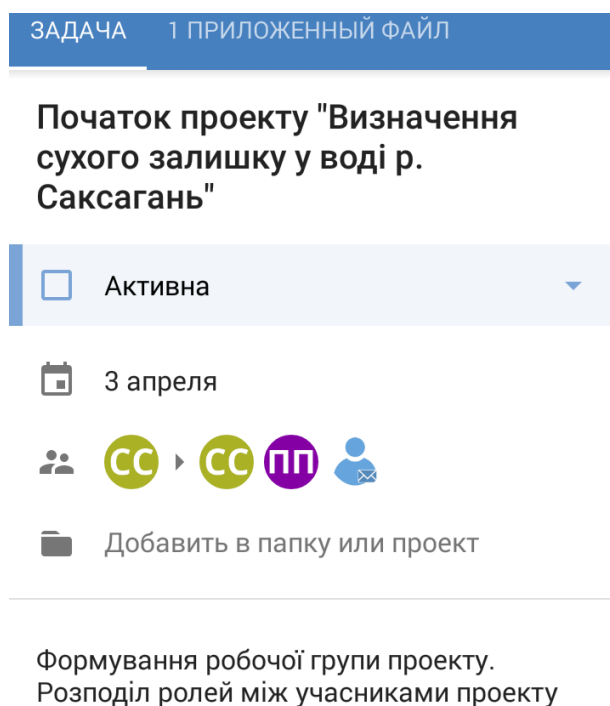 ЗАДАЧА 1 ПРИЛОЖЕННЫЙ ФАЙЛ
Початок проекту "Визначення
сухого залишку у воді р.
Саксагань"
Активна
3 апреля
СС СС ПП
Добавить в папку или проект
Формування робочої групи проекту.
Розподіл ролей між учасниками проекту